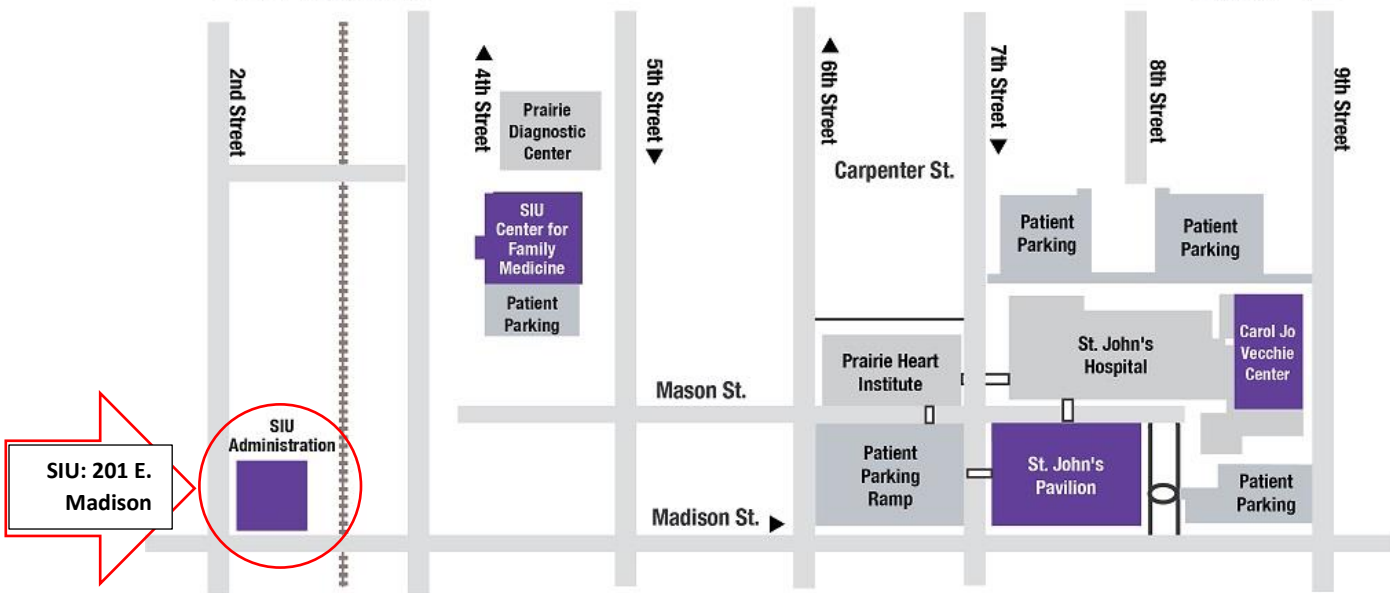 2nd Street
4th Street
5th Street
6th Street
7th Street
8th Street
9th Street
Prairie
Diagnostic
Center
Carpenter St.
SIU
Center for
Family
Medicine
Patient
Parking
Patient
Parking
Patient
Parking
Prairie Heart
Institute
St. John's
Hospital
Carol Jo
Vecchie
Center
Mason St.
SIU
Administration
SIU: 201 E.
Madison
Patient
Parking
Ramp
St. John's
Pavilion
Patient
Parking
Madison St.